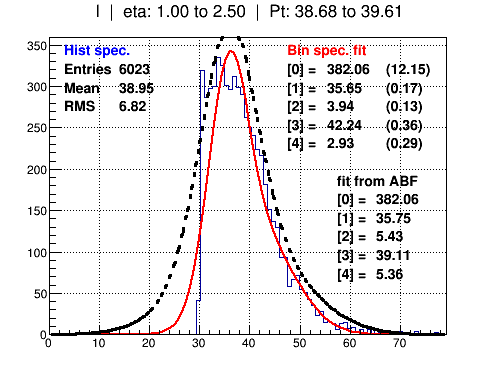 I | eta: 1.00 to 2.50 | Pt: 38.68 to 39.61
Hist spec.
Entries 6023
Mean 38.95
RMS 6.82
Bin spec. fit
[0] = 382.06 (12.15)
[1] = 35.65 (0.17)
[2] = 3.94 (0.13)
[3] = 42.24 (0.36)
[4] = 2.93 (0.29)
fit from ABF
[0] = 382.06
[1] = 35.75
[2] = 5.43
[3] = 39.11
[4] = 5.36
350
300
250
200
150
100
50
0
0 10 20 30 40 50 60 70